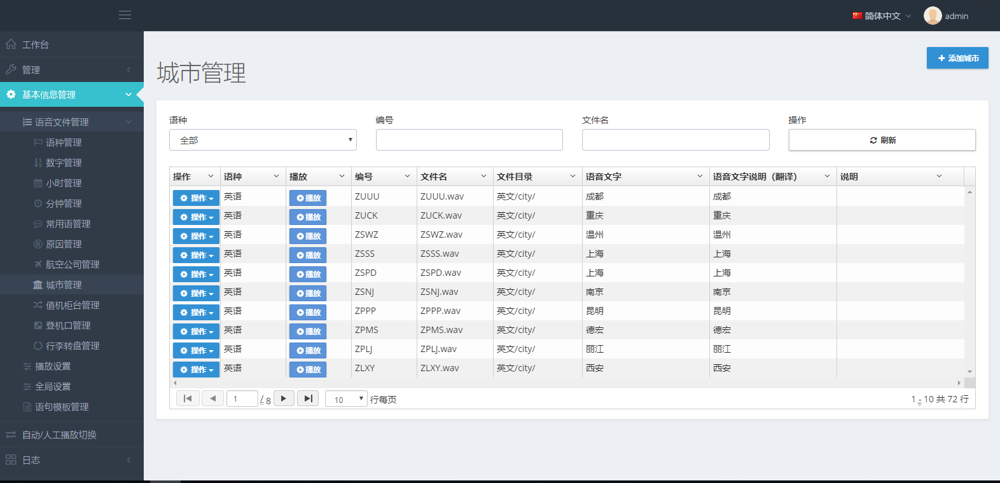 简体中文 admin
工作台
管理
基本信息管理
语音文件管理
语种管理
数字管理
小时管理
分钟管理
常用语管理
原因管理
航空公司管理
城市管理
值机柜台管理
登机口管理
行李转盘管理
播放设置
全局设置
语句模板管理
自动/人工播放切换
日志
城市管理
添加城市
语种 编号 文件名 操作
全部 刷新
操作 语种 播放 编号 文件名 文件目录 语音文字 语音文字说明（翻译） 说明
操作 英语 播放 ZUUU ZUUU.wav 英文/city/ 成都 成都
操作 英语 播放 ZUCK ZUCK.wav 英文/city/ 重庆 重庆
操作 英语 播放 ZSWZ ZSWZ.wav 英文/city/ 温州 温州
操作 英语 播放 ZSSS ZSSS.wav 英文/city/ 上海 上海
操作 英语 播放 ZSPD ZSPD.wav 英文/city/ 上海 上海
操作 英语 播放 ZSNJ ZSNJ.wav 英文/city/ 南京 南京
操作 英语 播放 ZPPP ZPPP.wav 英文/city/ 昆明 昆明
操作 英语 播放 ZPMS ZPMS.wav 英文/city/ 德宏 德宏
操作 英语 播放 ZPLJ ZPLJ.wav 英文/city/ 丽江 丽江
操作 英语 播放 ZLXY ZLXY.wav 英文/city/ 西安 西安
1 / 8 10 行每页 1 - 10 共 72 行